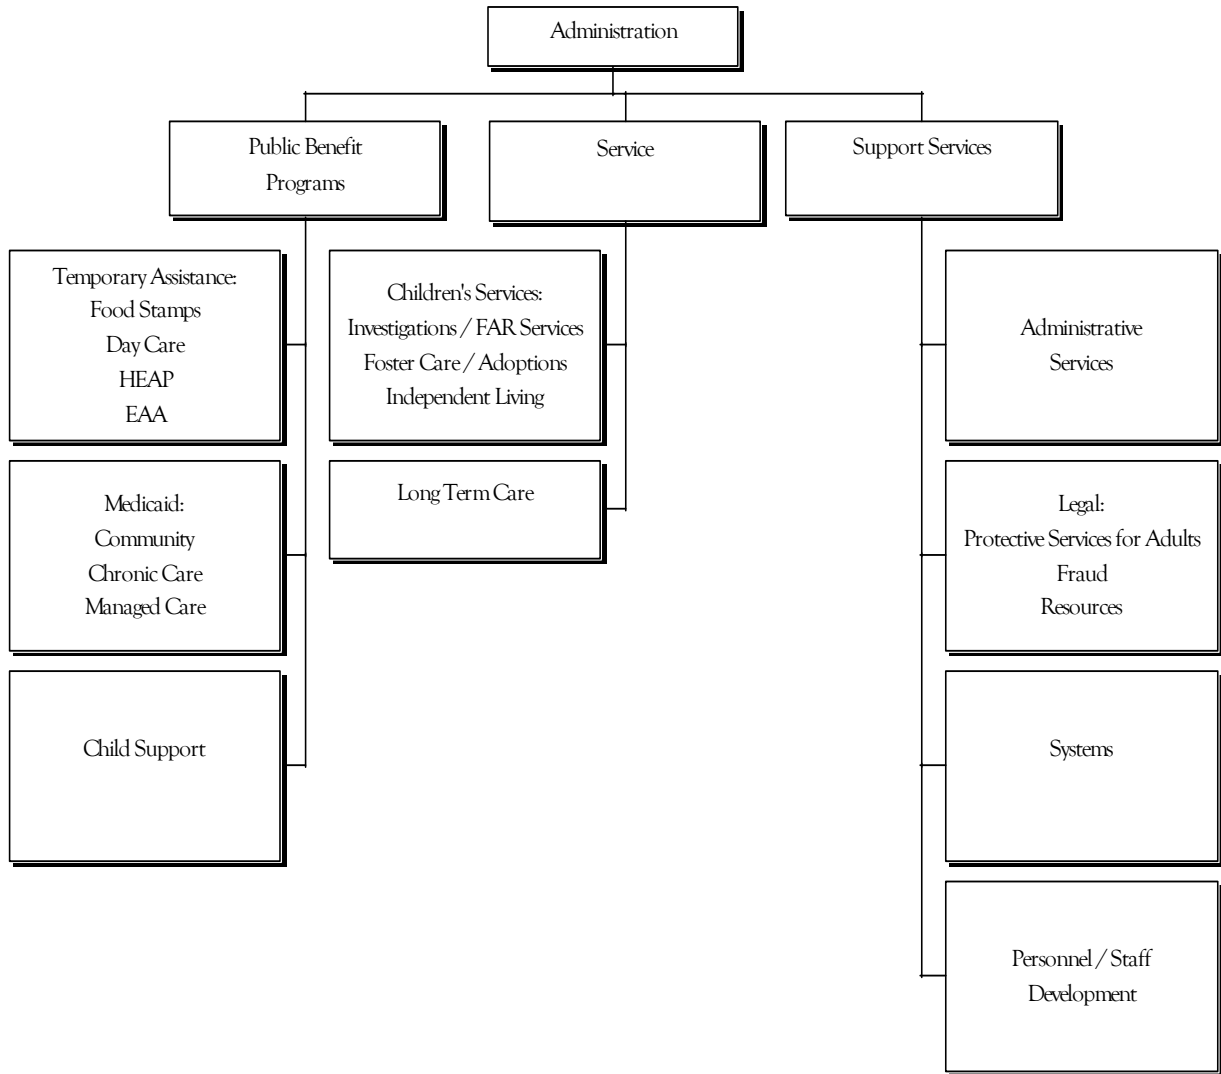 Administration
Public Benefit
Programs
Service
Support Services
Temporary Assistance:
Food Stamps
Day Care
HEAP
EAA
Children's Services:
Investigations / FAR Services
Foster Care / Adoptions
Independent Living
Administrative
Services
Medicaid:
Community
Chronic Care
Managed Care
Long Term Care
Legal:
Protective Services for Adults
Fraud
Resources
Child Support
Systems
Personnel / Staff
Development